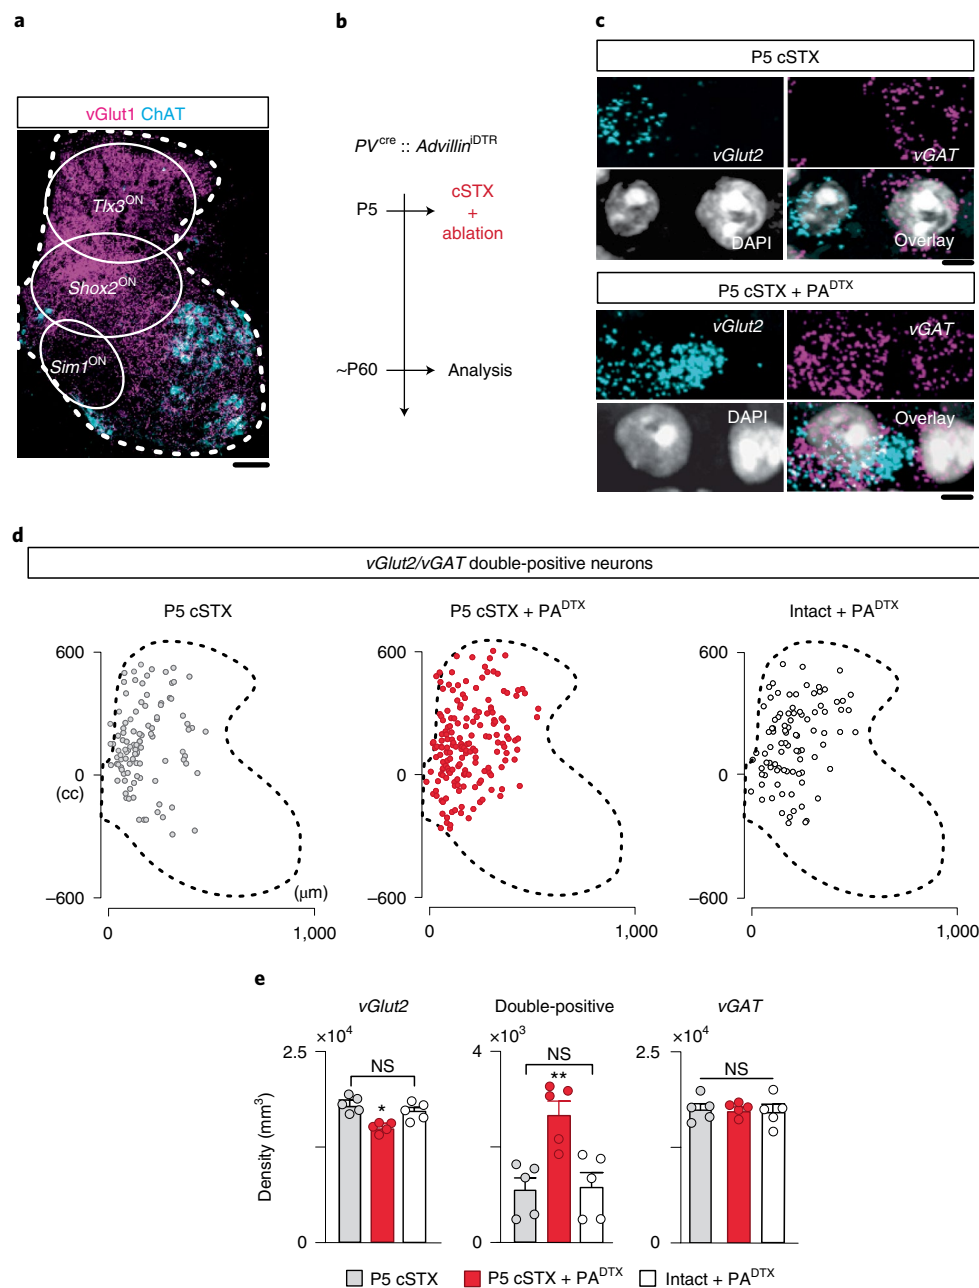 a
vGlut1 ChAT
Tlx3ON
Shox2ON
Sim1ON
b
PVcre :: AdvilliniDTR
P5
cSTX
+
ablation
~P60
Analysis
c
P5 cSTX
vGlut2
vGAT
DAPI
Overlay
P5 cSTX + PADTX
vGlut2
vGAT
DAPI
Overlay
d
vGlut2/vGAT double-positive neurons
P5 cSTX
P5 cSTX + PADTX
Intact + PADTX
600
0
(cc)
−600
(μm)
0
1,000
600
0
−600
0
1,000
600
0
−600
0
1,000
e
vGlut2
Double-positive
vGAT
×10⁴
×10³
×10⁴
2.5
NS
*
0
4
NS
**
0
2.5
NS
0
Density (mm³)
P5 cSTX
P5 cSTX + PADTX
Intact + PADTX